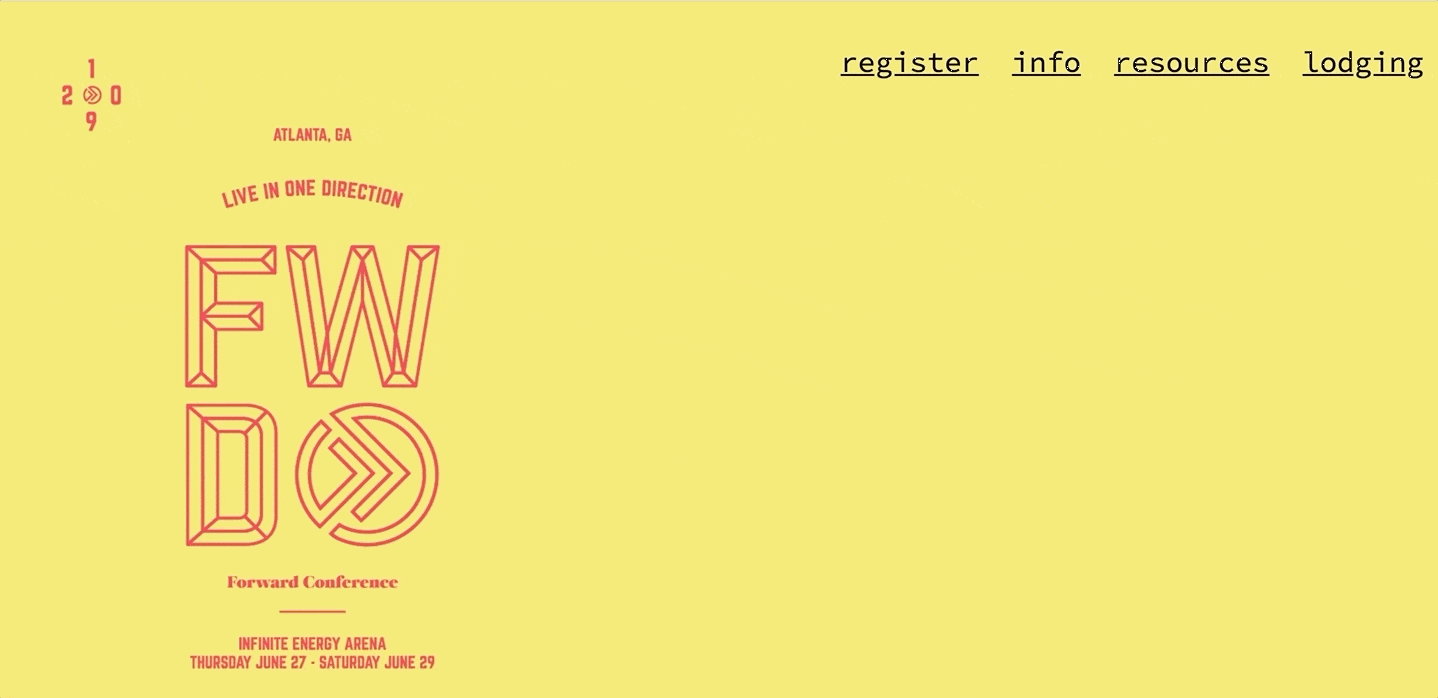 register info resources lodging
1
2 0
9
ATLANTA, GA
LIVE IN ONE DIRECTION
FW
D
Forward Conference
INFINITE ENERGY ARENA
THURSDAY JUNE 27 - SATURDAY JUNE 29